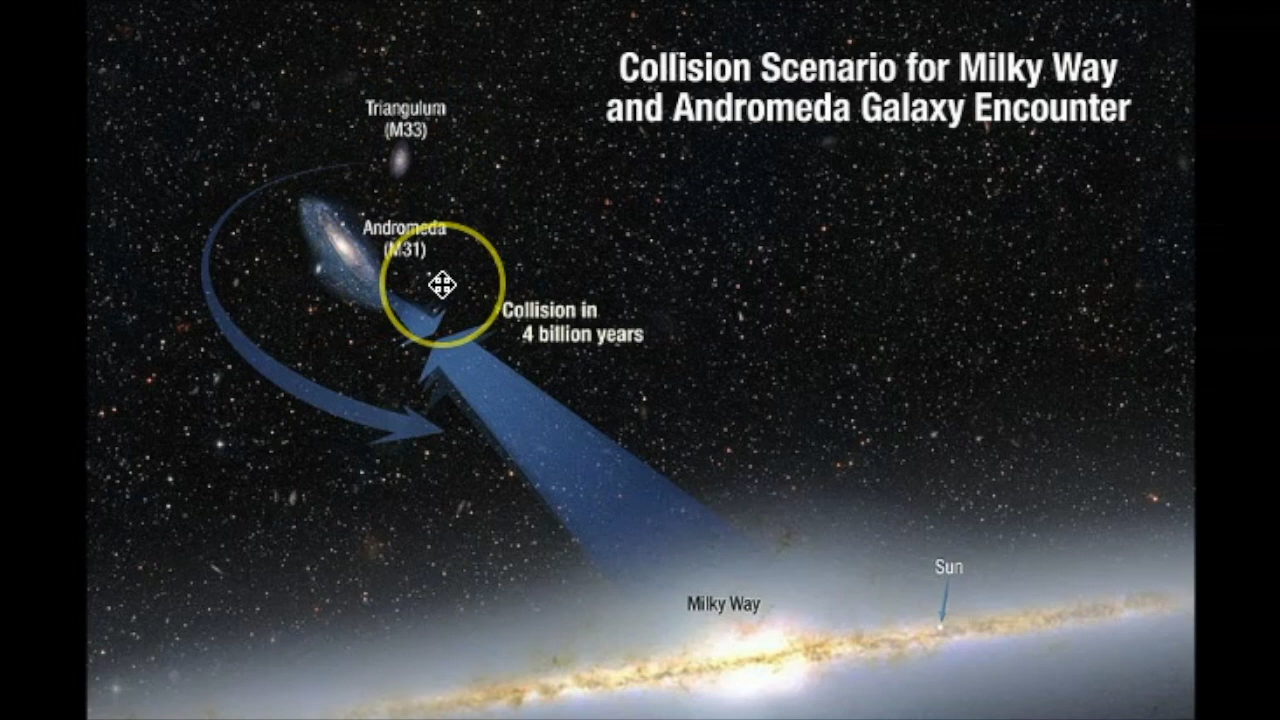 Collision Scenario for Milky Way
and Andromeda Galaxy Encounter
Triangulum
(M33)
Andromeda
(M31)
Collision in
4 billion years
Sun
Milky Way